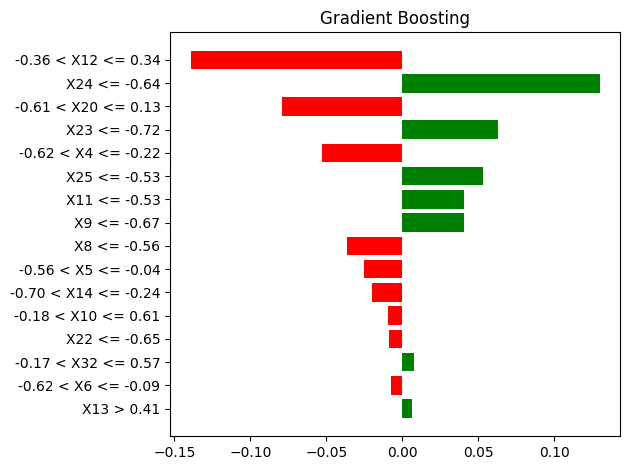 Gradient Boosting
-0.36 < X12 <= 0.34
X24 <= -0.64
-0.61 < X20 <= 0.13
X23 <= -0.72
-0.62 < X4 <= -0.22
X25 <= -0.53
X11 <= -0.53
X9 <= -0.67
X8 <= -0.56
-0.56 < X5 <= -0.04
-0.70 < X14 <= -0.24
-0.18 < X10 <= 0.61
X22 <= -0.65
-0.17 < X32 <= 0.57
-0.62 < X6 <= -0.09
X13 > 0.41
−0.15 −0.10 −0.05 0.00 0.05 0.10